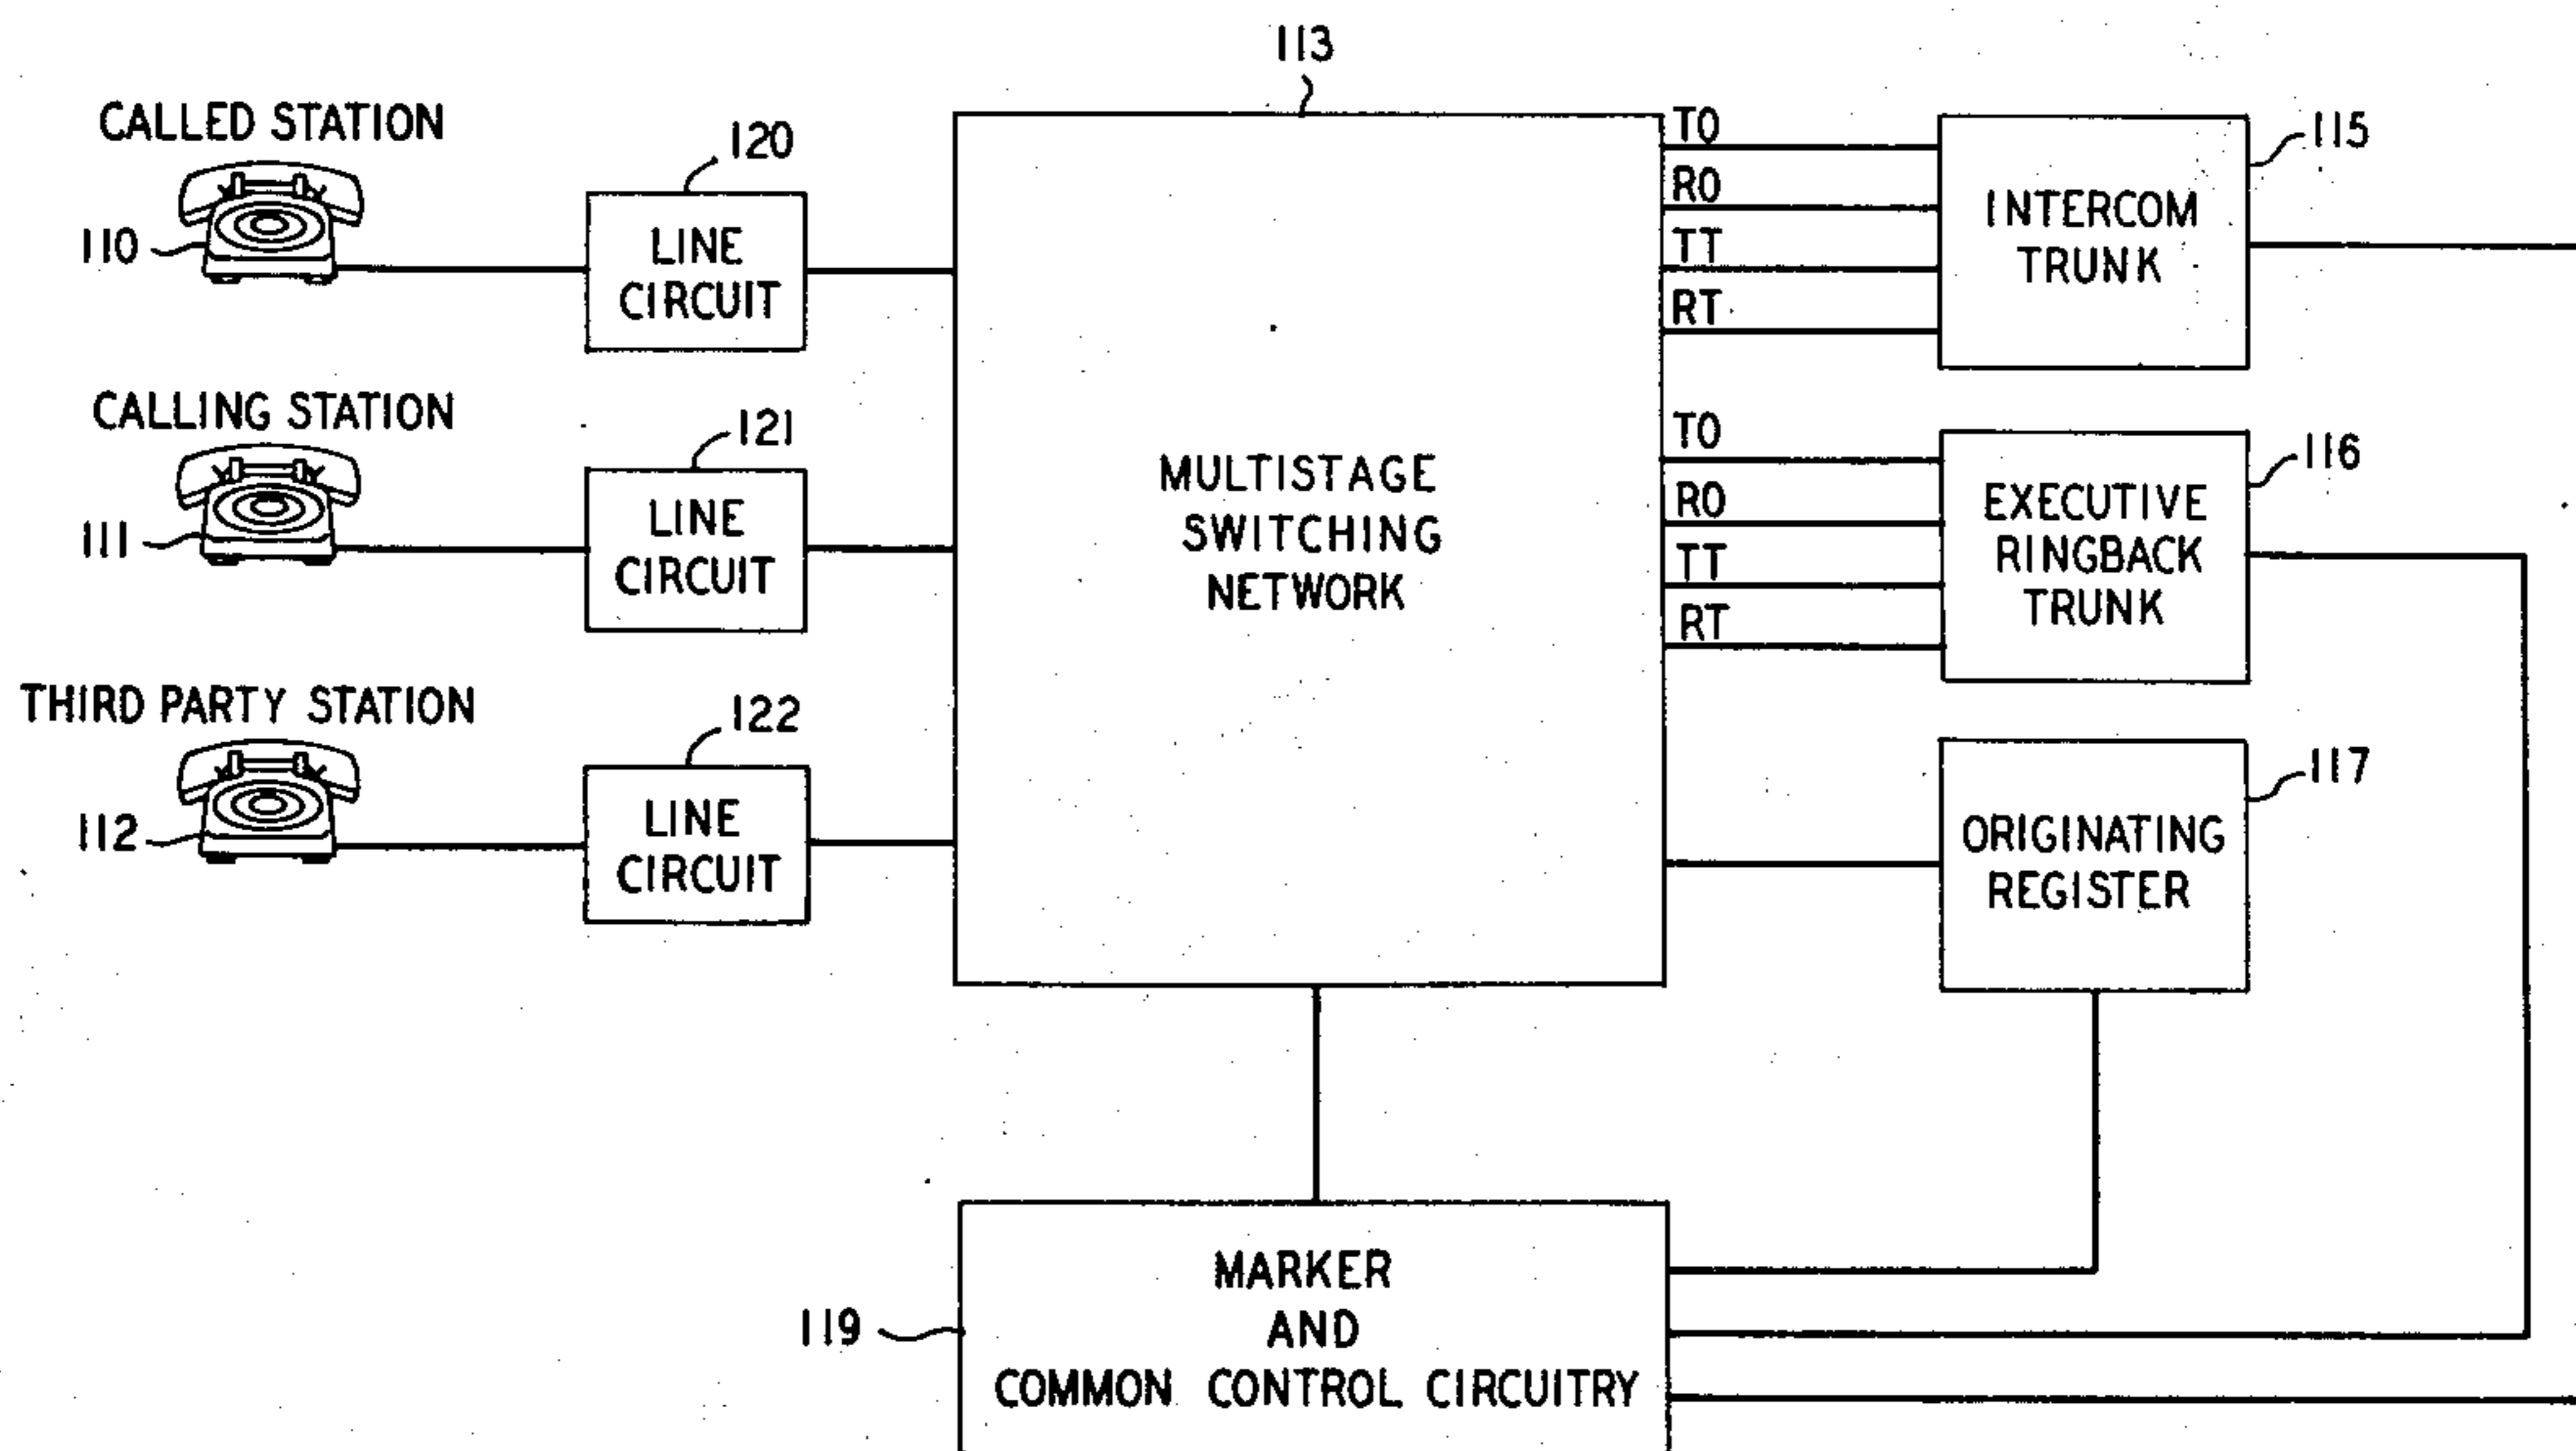 113
CALLED STATION
120
110
LINE
CIRCUIT
TO
RO
TT
RT
115
INTERCOM
TRUNK
CALLING STATION
121
111
LINE
CIRCUIT
MULTISTAGE
SWITCHING
NETWORK
TO
RO
TT
RT
116
EXECUTIVE
RINGBACK
TRUNK
THIRD PARTY STATION
122
112
LINE
CIRCUIT
117
ORIGINATING
REGISTER
119
MARKER
AND
COMMON CONTROL CIRCUITRY